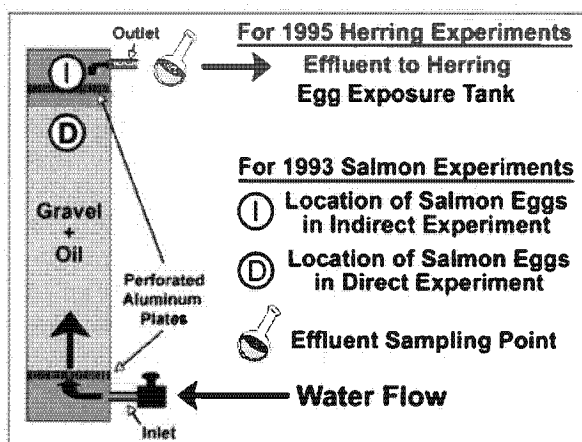 Outlet
I
D
Gravel
+
Oil
Perforated
Aluminum
Plates
Inlet
For 1995 Herring Experiments
Effluent to Herring
Egg Exposure Tank
For 1993 Salmon Experiments
I Location of Salmon Eggs
in Indirect Experiment
D Location of Salmon Eggs
in Direct Experiment
Effluent Sampling Point
Water Flow